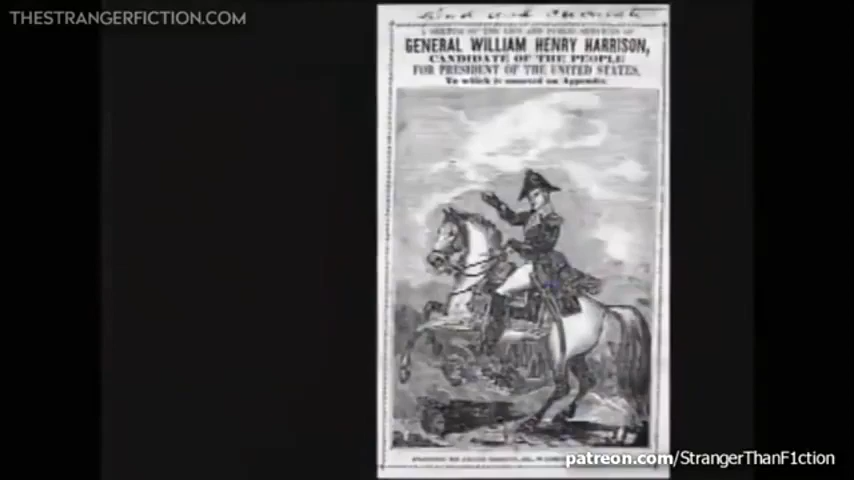 THESTRANGERFICTION.COM
A SKETCH OF THE LIFE AND PUBLIC SERVICES OF
GENERAL WILLIAM HENRY HARRISON,
CANDIDATE OF THE PEOPLE
FOR PRESIDENT OF THE UNITED STATES,
To which is annexed an Appendix.
patreon.com/StrangerThanF1ction